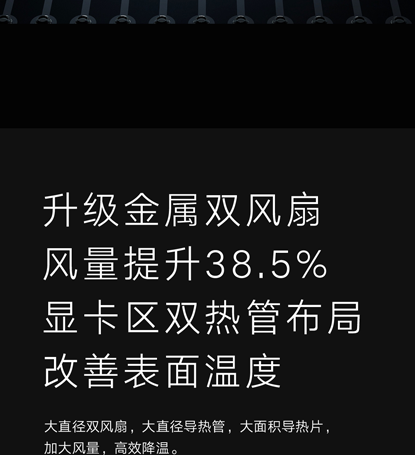 升级金属双风扇
风量提升38.5%
显卡区双热管布局
改善表面温度
大直径双风扇，大直径导热管，大面积导热片，
加大风量，高效降温。